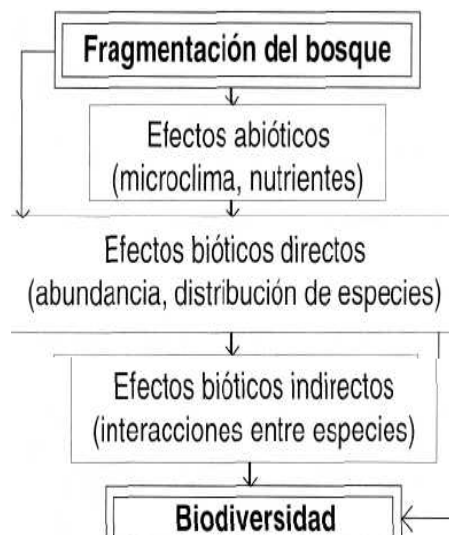 Fragmentación del bosque
Efectos abióticos
(microclima, nutrientes)
Efectos bióticos directos
(abundancia, distribución de especies)
Efectos bióticos indirectos
(interacciones entre especies)
Biodiversidad